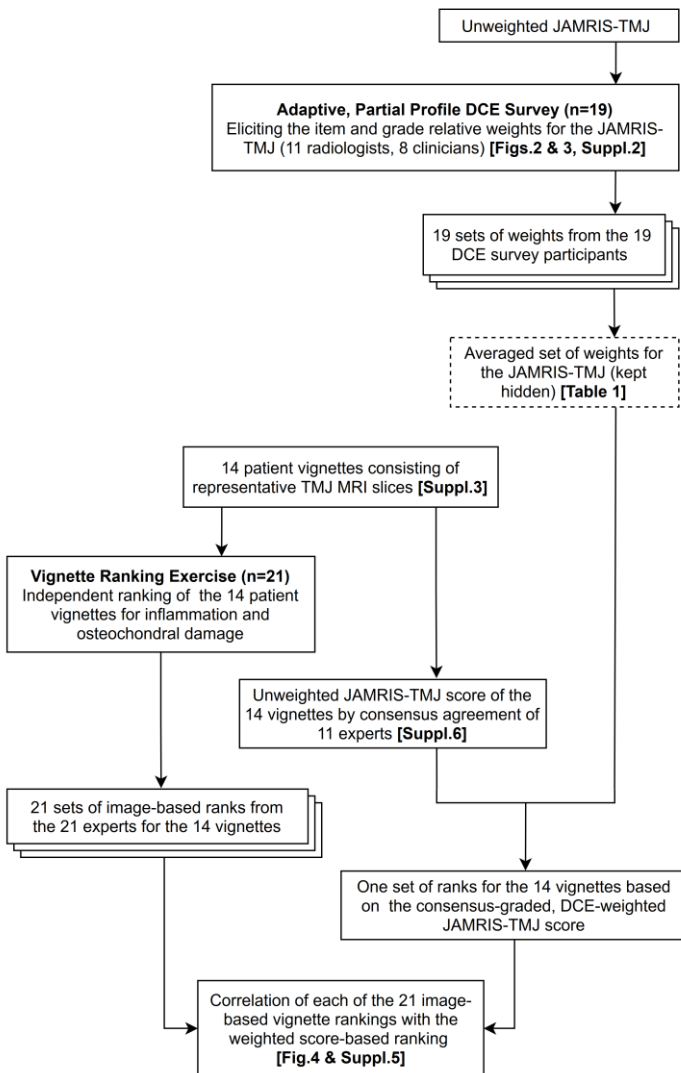 Unweighted JAMRIS-TMJ
Adaptive, Partial Profile DCE Survey (n=19)
Eliciting the item and grade relative weights for the JAMRIS-
TMJ (11 radiologists, 8 clinicians) [Figs.2 & 3, Suppl.2]
19 sets of weights from the 19
DCE survey participants
Averaged set of weights for
the JAMRIS-TMJ (kept
hidden) [Table 1]
14 patient vignettes consisting of
representative TMJ MRI slices [Suppl.3]
Vignette Ranking Exercise (n=21)
Independent ranking of the 14 patient
vignettes for inflammation and
osteochondral damage
Unweighted JAMRIS-TMJ score of the
14 vignettes by consensus agreement of
11 experts [Suppl.6]
21 sets of image-based ranks from
the 21 experts for the 14 vignettes
One set of ranks for the 14 vignettes based
on the consensus-graded, DCE-weighted
JAMRIS-TMJ score
Correlation of each of the 21 image-
based vignette rankings with the
weighted score-based ranking
[Fig.4 & Suppl.5]